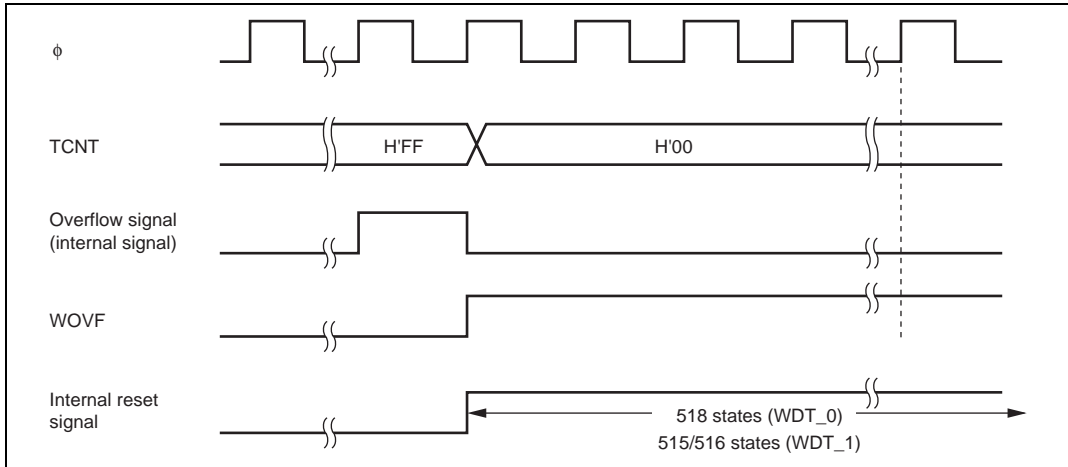 ϕ
TCNT
H'FF
H'00
Overflow signal
(internal signal)
WOVF
Internal reset
signal
518 states (WDT_0)
515/516 states (WDT_1)